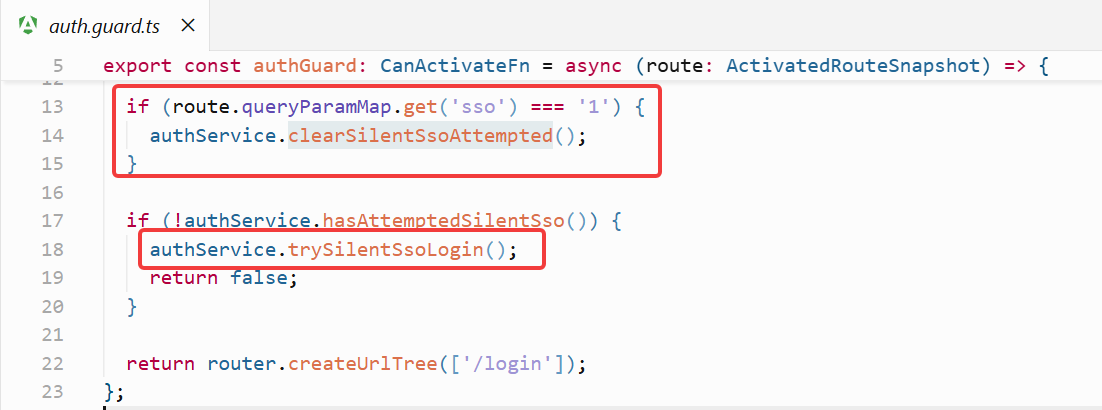 auth.guard.ts
5 export const authGuard: CanActivateFn = async (route: ActivatedRouteSnapshot) => {
12
13 if (route.queryParamMap.get('sso') === '1') {
14 authService.clearSilentSsoAttempted();
15 }
16
17 if (!authService.hasAttemptedSilentSso()) {
18 authService.trySilentSsoLogin();
19 return false;
20 }
21
22 return router.createUrlTree(['/login']);
23 };